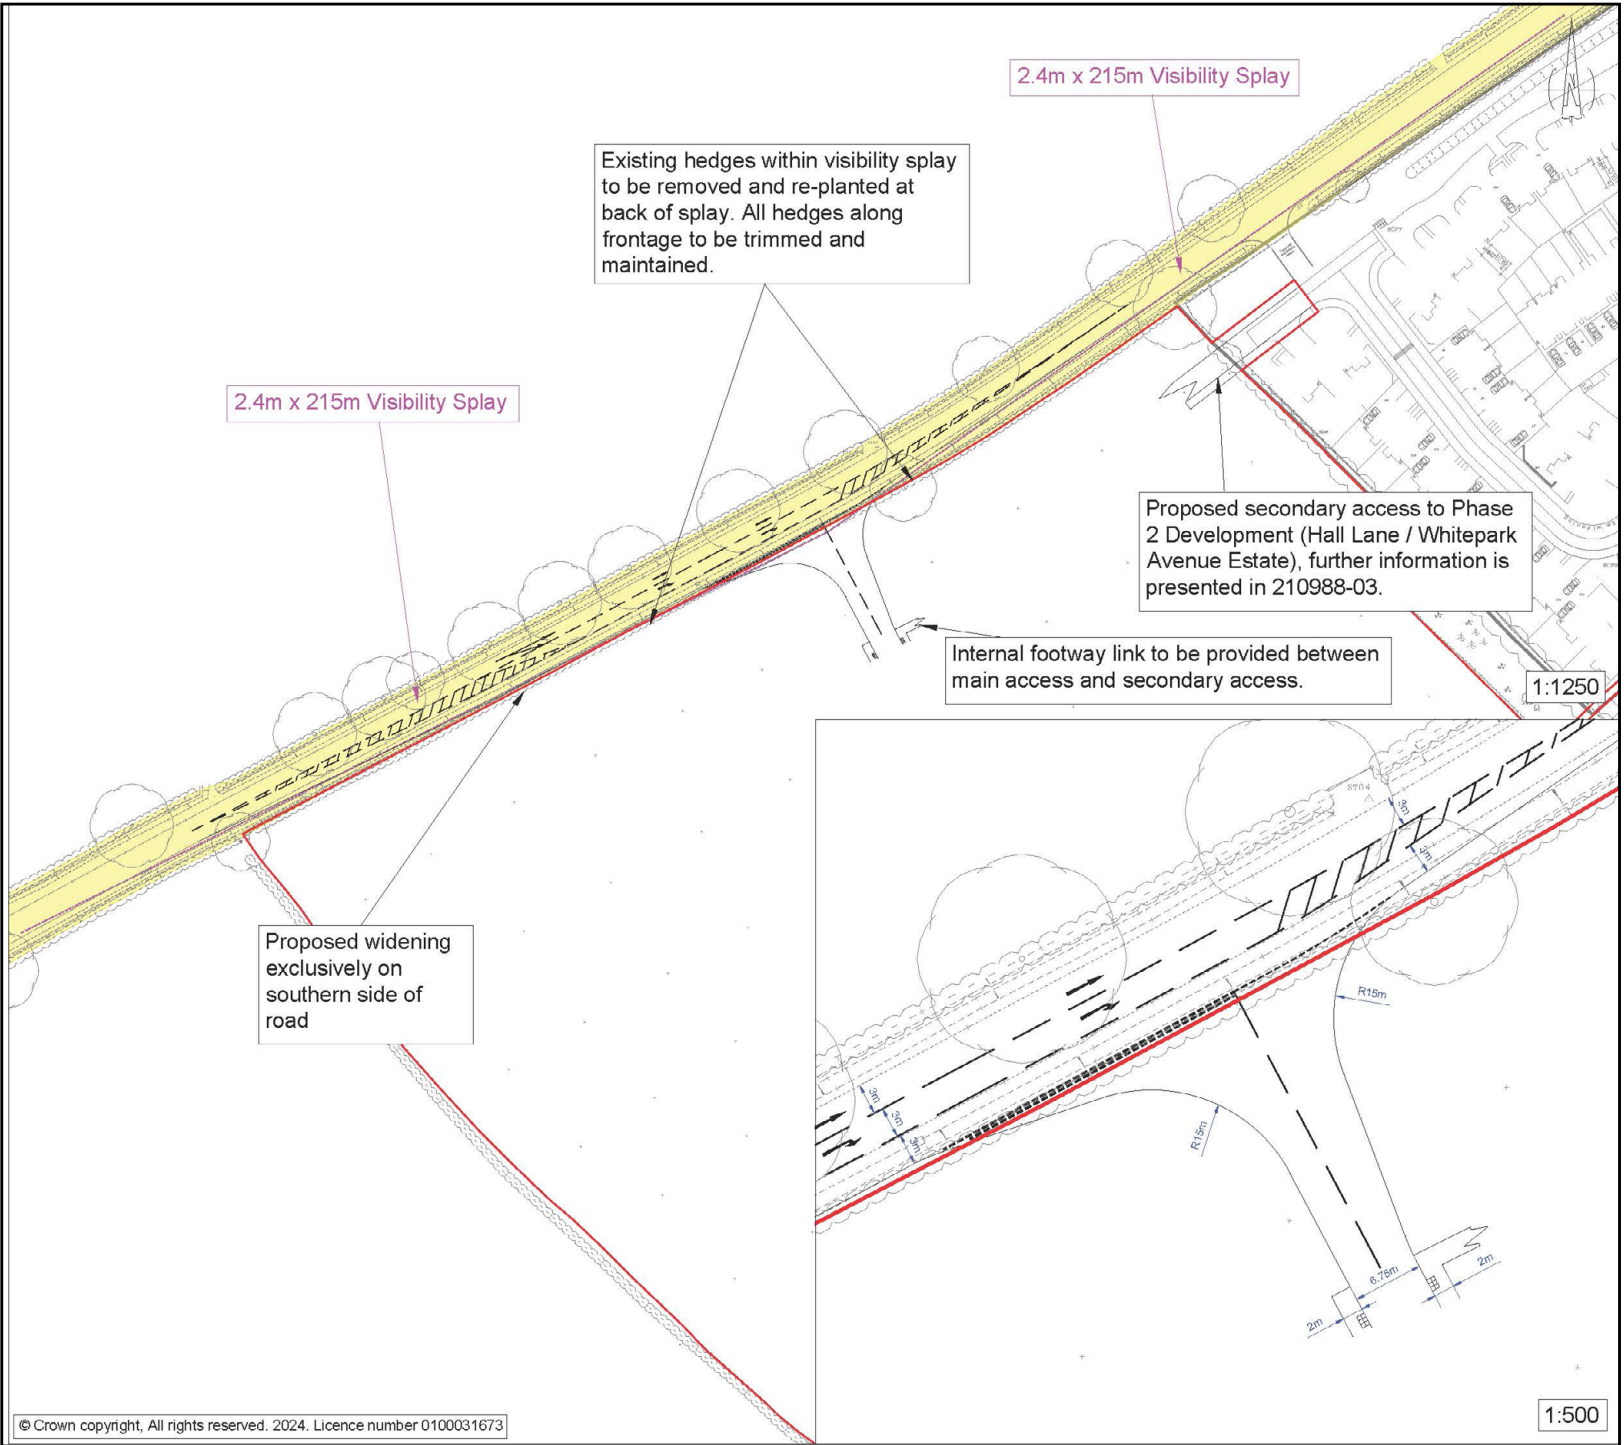 2.4m x 215m Visibility Splay
N
Existing hedges within visibility splay
to be removed and re-planted at
back of splay. All hedges along
frontage to be trimmed and
maintained.
2.4m x 215m Visibility Splay
Proposed secondary access to Phase
2 Development (Hall Lane / Whitepark
Avenue Estate), further information is
presented in 210988-03.
Internal footway link to be provided between
main access and secondary access.
1:1250
Proposed widening
exclusively on
southern side of
road
ST04
3m
3m
R15m
3m
3m
3m
R15m
6.75m
2m
2m
1:500
© Crown copyright, All rights reserved. 2024. Licence number 0100031673